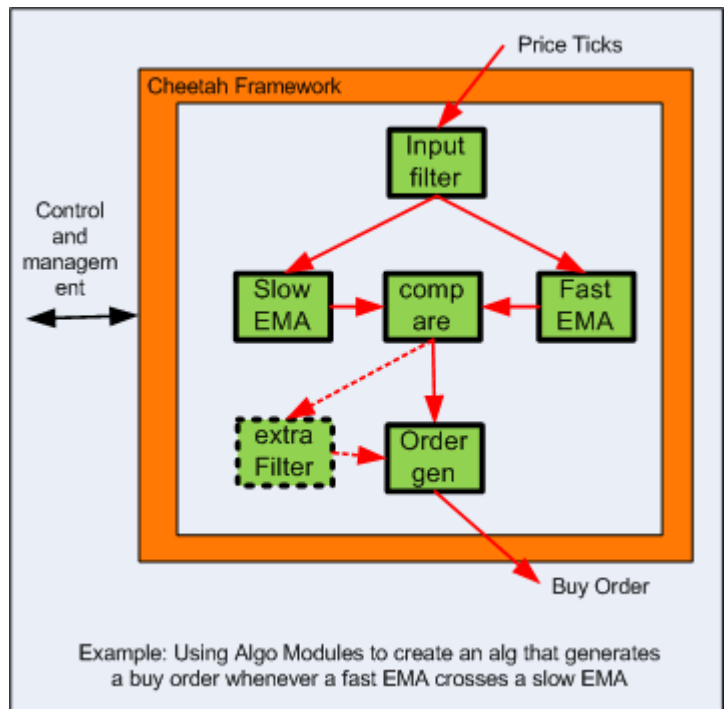 Price Ticks
Cheetah Framework
Input
filter
Control
and
managem
ent
Slow
EMA
comp
are
Fast
EMA
extra
Filter
Order
gen
Buy Order
Example: Using Algo Modules to create an alg that generates
a buy order whenever a fast EMA crosses a slow EMA